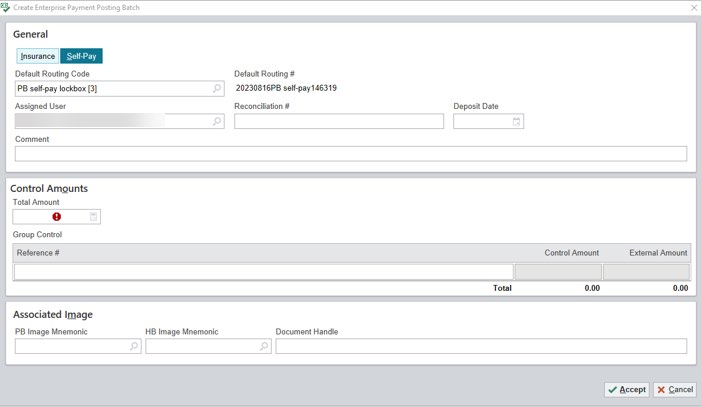 Create Enterprise Payment Posting Batch
General
Insurance Self-Pay
Default Routing Code Default Routing #
PB self-pay lockbox [3] 20230816PB self-pay146319
Assigned User Reconciliation # Deposit Date
Comment
Control Amounts
Total Amount
Group Control
Reference # Control Amount External Amount
Total 0.00 0.00
Associated Image
PB Image Mnemonic HB Image Mnemonic Document Handle
Accept Cancel